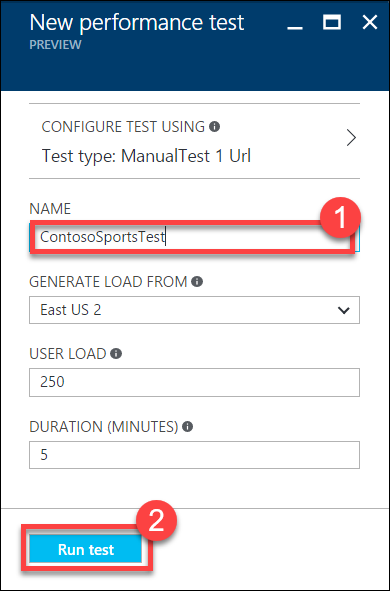 New performance test
PREVIEW
CONFIGURE TEST USING
Test type: ManualTest 1 Url
NAME
1
ContosoSportsTest
GENERATE LOAD FROM
East US 2
USER LOAD
250
DURATION (MINUTES)
5
2
Run test